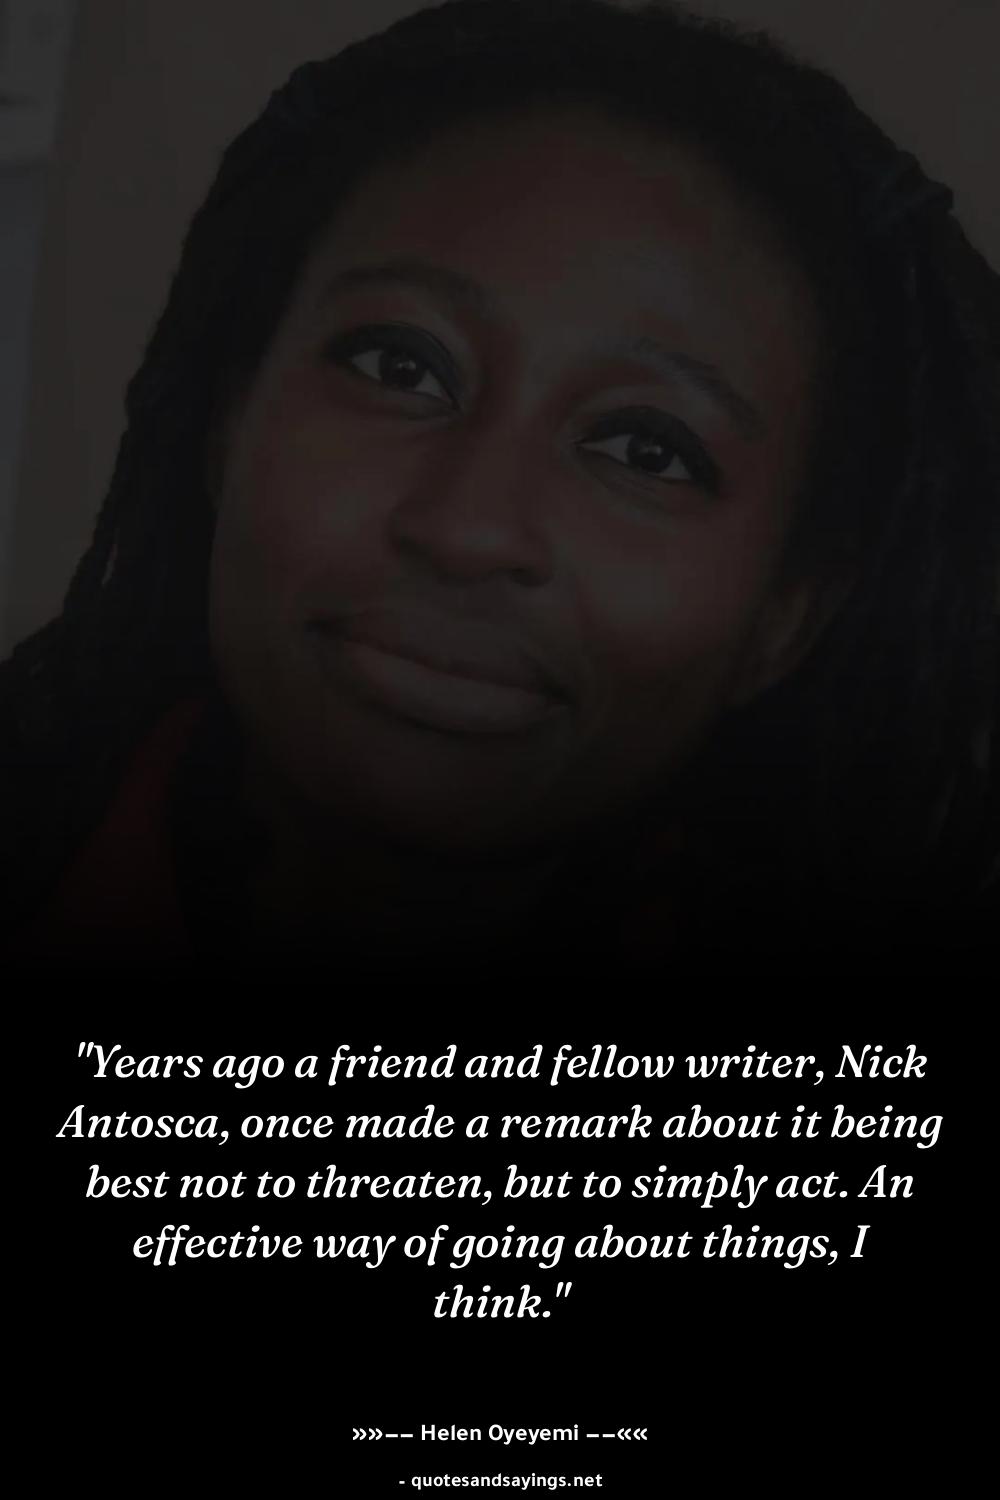 "Years ago a friend and fellow writer, Nick
Antosca, once made a remark about it being
best not to threaten, but to simply act. An
effective way of going about things, I
think."
»»–– Helen Oyeyemi ––««
- quotesandsayings.net